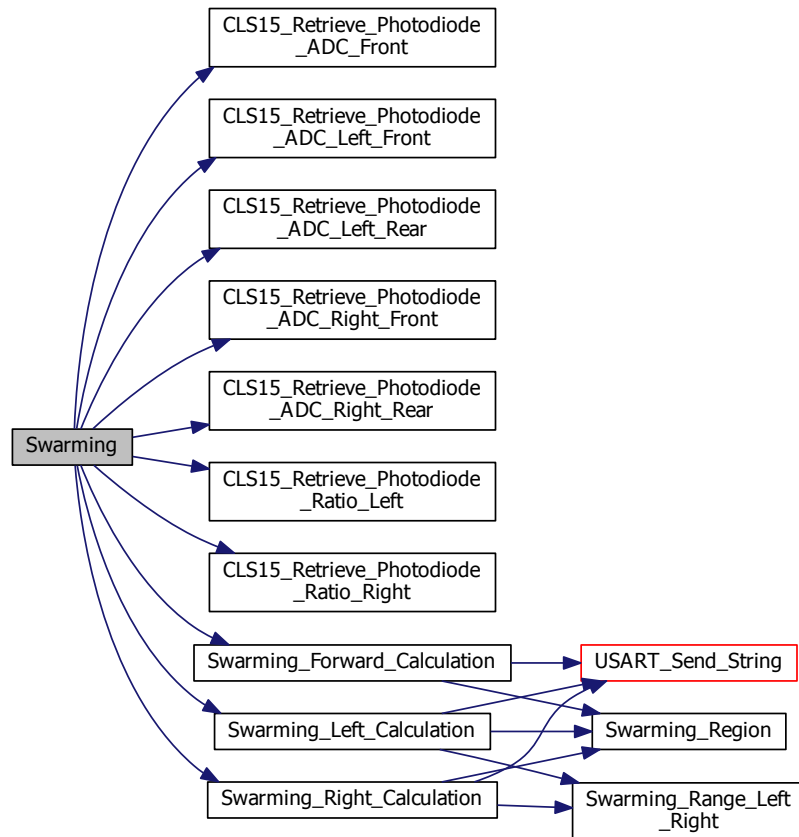 CLS15_Retrieve_Photodiode
_ADC_Front
CLS15_Retrieve_Photodiode
_ADC_Left_Front
CLS15_Retrieve_Photodiode
_ADC_Left_Rear
CLS15_Retrieve_Photodiode
_ADC_Right_Front
CLS15_Retrieve_Photodiode
_ADC_Right_Rear
Swarming
CLS15_Retrieve_Photodiode
_Ratio_Left
CLS15_Retrieve_Photodiode
_Ratio_Right
Swarming_Forward_Calculation
USART_Send_String
Swarming_Left_Calculation
Swarming_Region
Swarming_Right_Calculation
Swarming_Range_Left
_Right